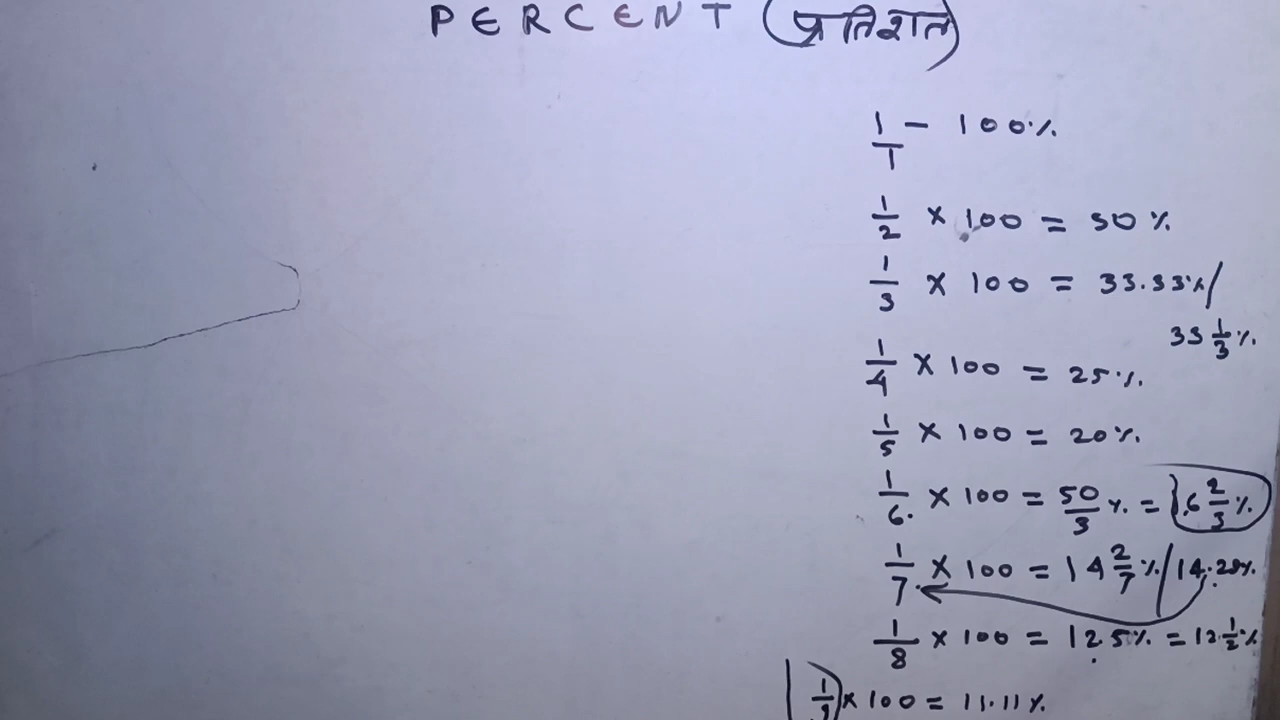 PERCENT (प्रतिशत)
1/1 - 100%
1/2 × 100 = 50%
1/3 × 100 = 33.33% /
33 1/3 %
1/4 × 100 = 25%
1/5 × 100 = 20%
1/6 × 100 = 50/3 % = 16 2/3 %
1/7 × 100 = 14 2/7 % / 14.28%
1/8 × 100 = 12.5% = 12 1/2 %
1/9 × 100 = 11.11%